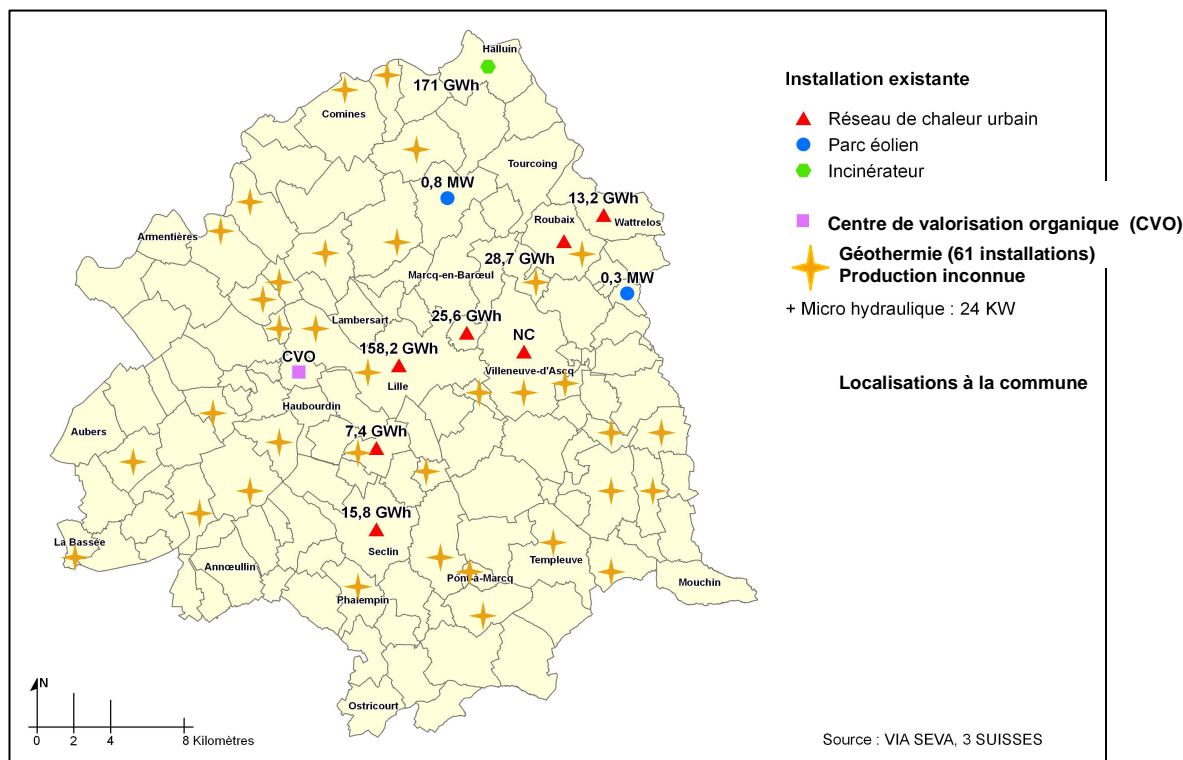 Halluin
171 GWh
Comines
Tourcoing
0,8 MW
13,2 GWh
Roubaix
Wattrelos
Armentières
Marcq-en-Barœul
28,7 GWh
0,3 MW
Lambersart
25,6 GWh
NC
158,2 GWh
CVO
Villeneuve-d'Ascq
Lille
Haubourdin
Aubers
7,4 GWh
15,8 GWh
La Bassée
Seclin
Annœullin
Templeuve
Pont-à-Marcq
Mouchin
Phalempin
Ostricourt
N
0 2 4 8 Kilomètres
Installation existante
Réseau de chaleur urbain
Parc éolien
Incinérateur
Centre de valorisation organique (CVO)
Géothermie (61 installations)
Production inconnue
+ Micro hydraulique : 24 KW
Localisations à la commune
Source : VIA SEVA, 3 SUISSES